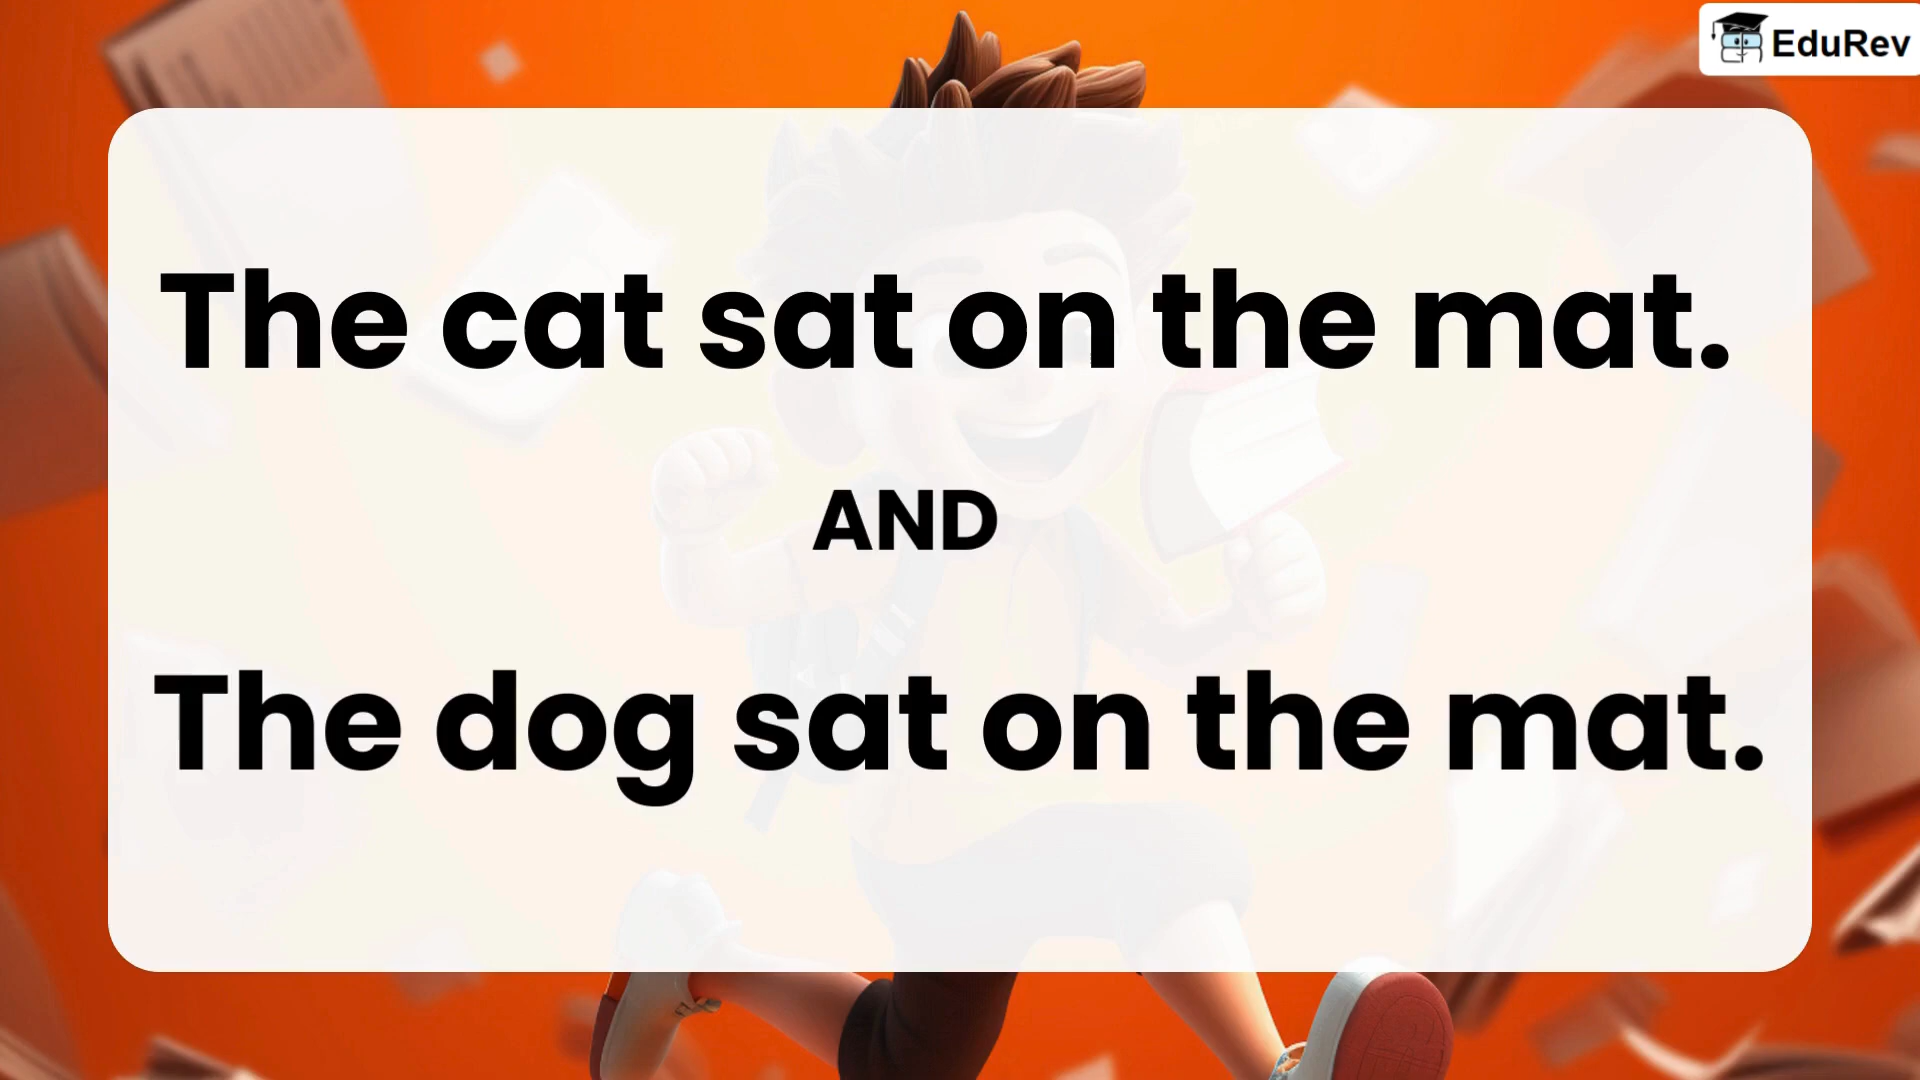 EduRev
The cat sat on the mat.
AND
The dog sat on the mat.